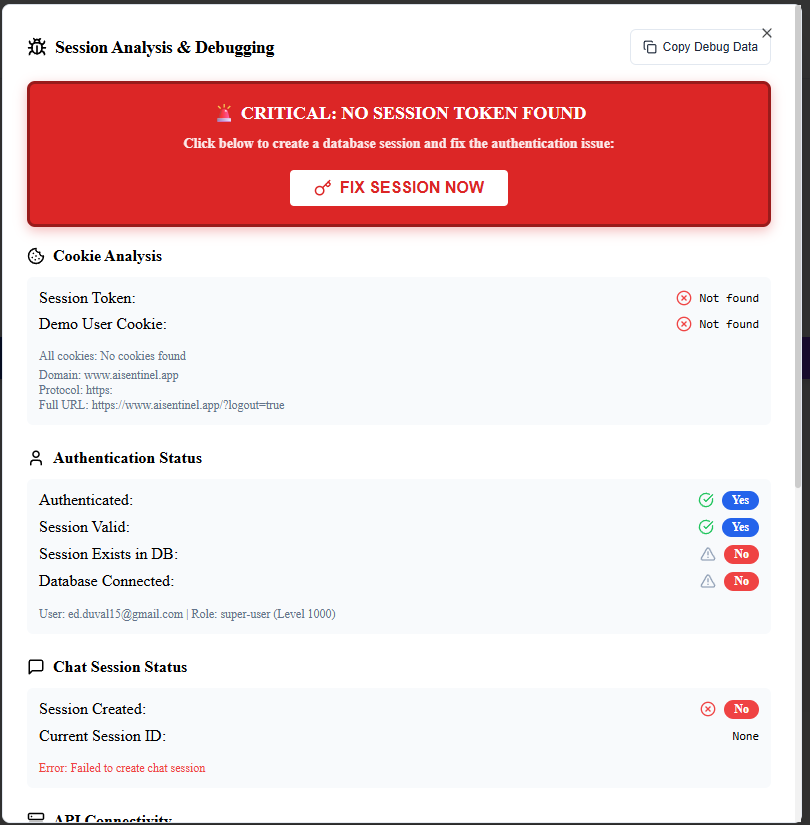 Session Analysis & Debugging
Copy Debug Data
CRITICAL: NO SESSION TOKEN FOUND
Click below to create a database session and fix the authentication issue:
FIX SESSION NOW
Cookie Analysis
Session Token: Not found
Demo User Cookie: Not found
All cookies: No cookies found
Domain: www.aisentinel.app
Protocol: https:
Full URL: https://www.aisentinel.app/?logout=true
Authentication Status
Authenticated: Yes
Session Valid: Yes
Session Exists in DB: No
Database Connected: No
User: ed.duval15@gmail.com | Role: super-user (Level 1000)
Chat Session Status
Session Created: No
Current Session ID: None
Error: Failed to create chat session
API Connectivity